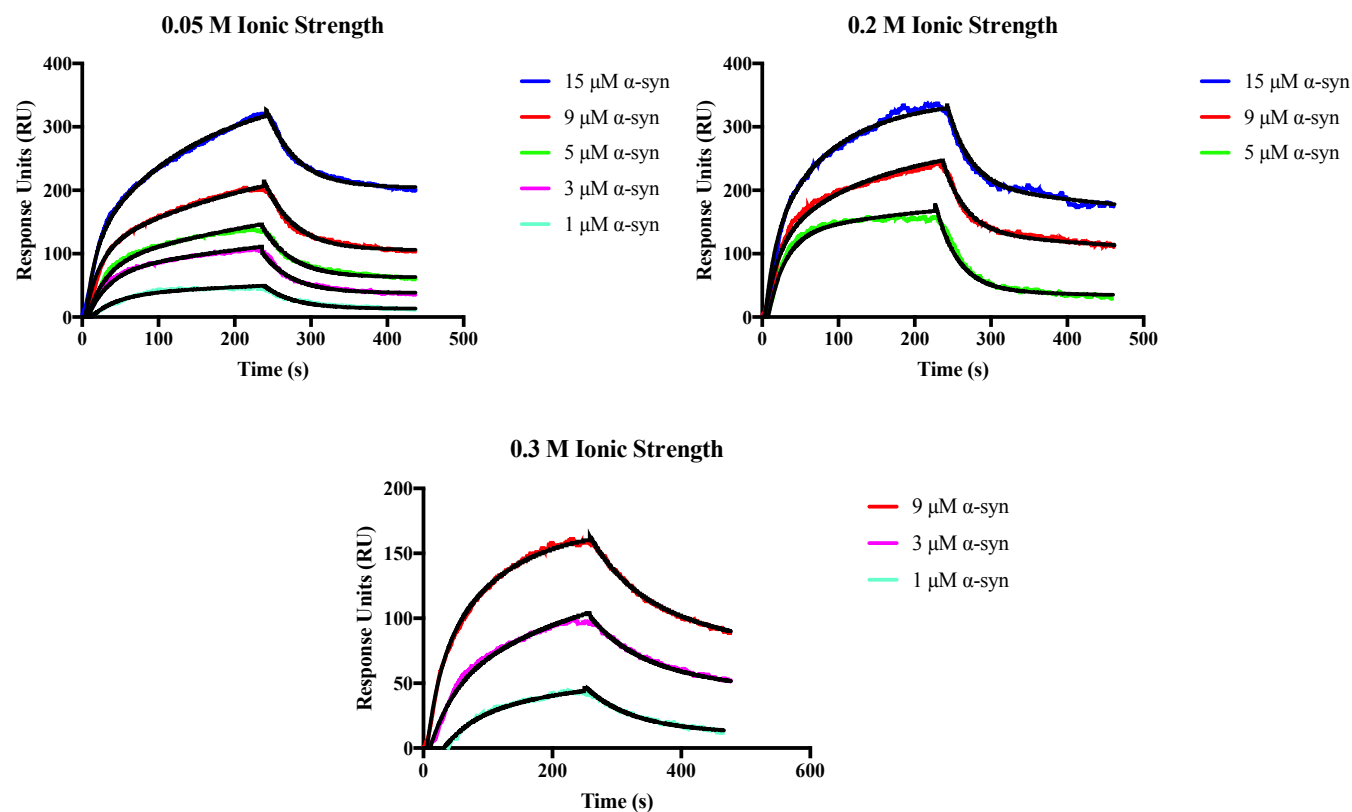 0.05 M Ionic Strength
400
300
200
100
0
Response Units (RU)
0 100 200 300 400 500
Time (s)
15 μM α-syn
9 μM α-syn
5 μM α-syn
3 μM α-syn
1 μM α-syn
0.2 M Ionic Strength
400
300
200
100
0
Response Units (RU)
0 100 200 300 400 500
Time (s)
15 μM α-syn
9 μM α-syn
5 μM α-syn
0.3 M Ionic Strength
200
150
100
50
0
Response Units (RU)
0 200 400 600
Time (s)
9 μM α-syn
3 μM α-syn
1 μM α-syn